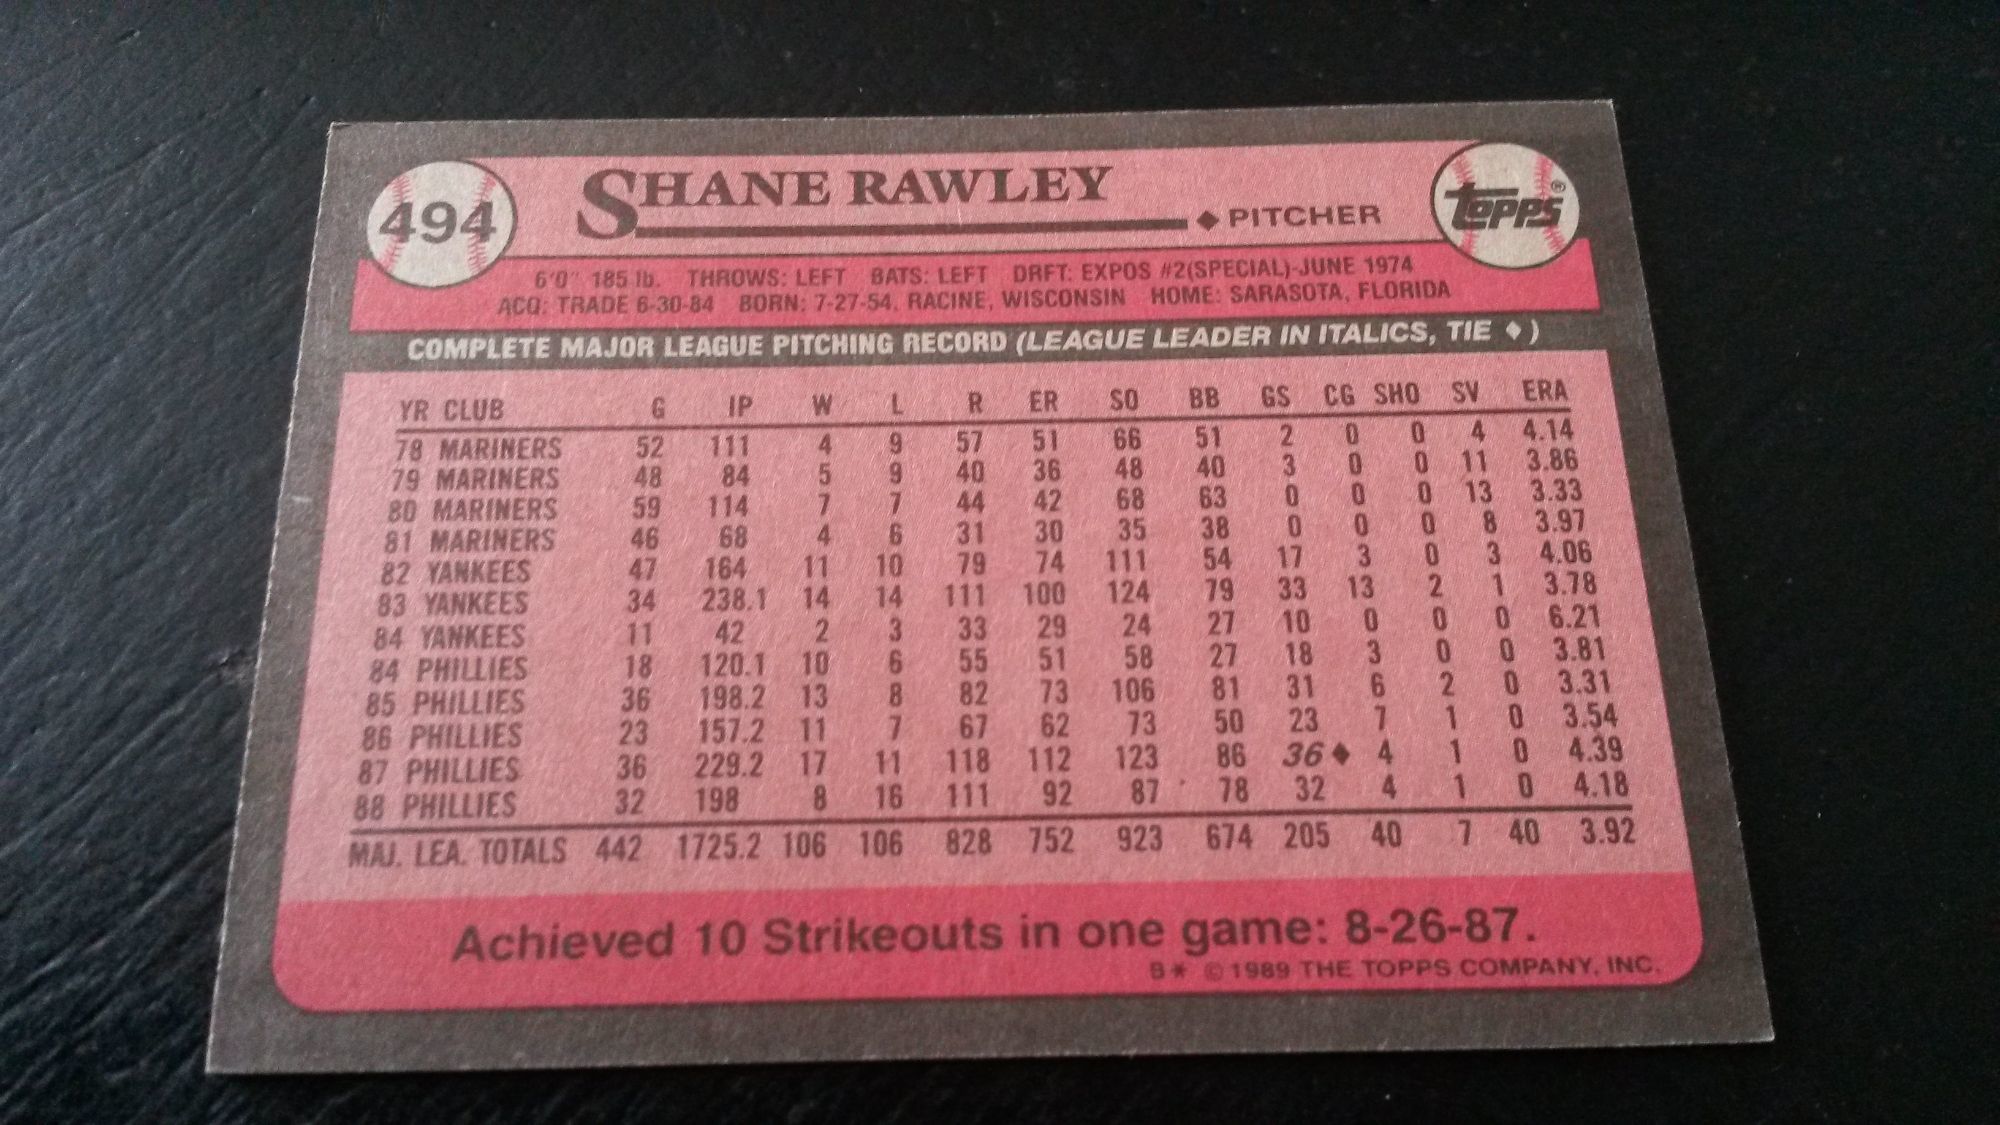 494 SHANE RAWLEY ◆ PITCHER TOPPS®
6'0" 185 lb. THROWS: LEFT BATS: LEFT DRFT: EXPOS #2(SPECIAL)-JUNE 1974
ACQ: TRADE 6-30-84 BORN: 7-27-54, RACINE, WISCONSIN HOME: SARASOTA, FLORIDA
COMPLETE MAJOR LEAGUE PITCHING RECORD (LEAGUE LEADER IN ITALICS, TIE ♦)
YR CLUB G IP W L R ER SO BB GS CG SHO SV ERA
78 MARINERS 52 111 4 9 57 51 66 51 2 0 0 4 4.14
79 MARINERS 48 84 5 9 40 36 48 40 3 0 0 11 3.86
80 MARINERS 59 114 7 7 44 42 68 63 0 0 0 13 3.33
81 MARINERS 46 68 4 6 31 30 35 38 0 0 0 8 3.97
82 YANKEES 47 164 11 10 79 74 111 54 17 3 0 3 4.06
83 YANKEES 34 238.1 14 14 111 100 124 79 33 13 2 1 3.78
84 YANKEES 11 42 2 3 33 29 24 27 10 0 0 0 6.21
84 PHILLIES 18 120.1 10 6 55 51 58 27 18 3 0 0 3.81
85 PHILLIES 36 198.2 13 8 82 73 106 81 31 6 2 0 3.31
86 PHILLIES 23 157.2 11 7 67 62 73 50 23 7 1 0 3.54
87 PHILLIES 36 229.2 17 11 118 112 123 86 36♦ 4 1 0 4.39
88 PHILLIES 32 198 8 16 111 92 87 78 32 4 1 0 4.18
MAJ. LEA. TOTALS 442 1725.2 106 106 828 752 923 674 205 40 7 40 3.92
Achieved 10 Strikeouts in one game: 8-26-87.
B* © 1989 THE TOPPS COMPANY, INC.